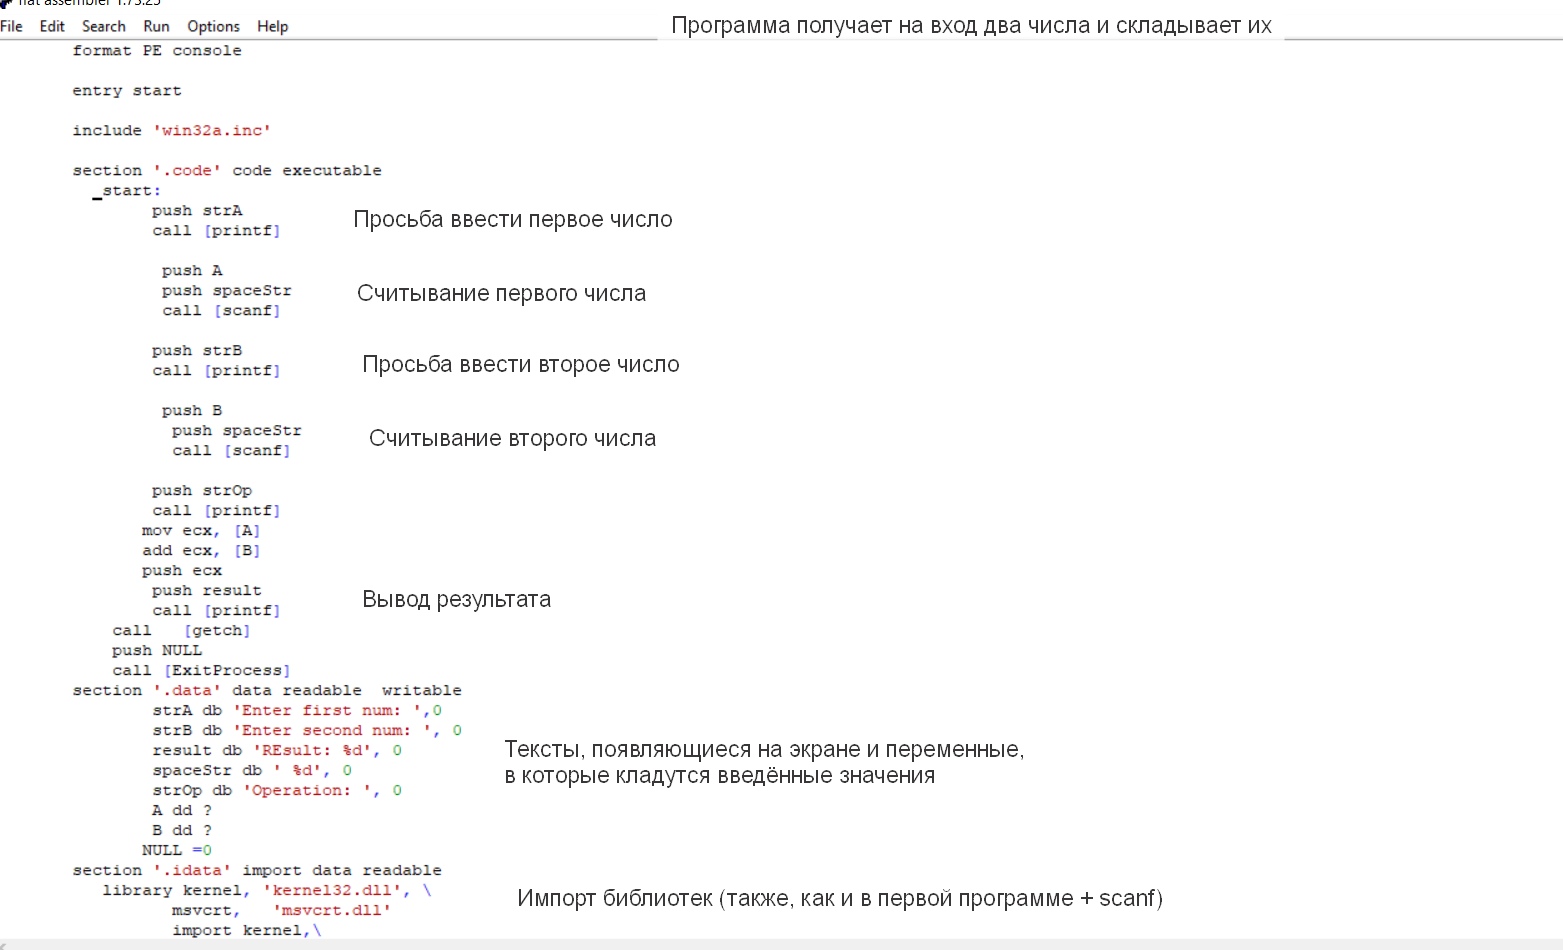 flat assembler 1.73.25
File Edit Search Run Options Help
Программа получает на вход два числа и складывает их
format PE console
entry start
include 'win32a.inc'
section '.code' code executable
_start:
push strA
Просьба ввести первое число
call [printf]
push A
push spaceStr
Считывание первого числа
call [scanf]
push strB
Просьба ввести второе число
call [printf]
push B
push spaceStr
Считывание второго числа
call [scanf]
push strOp
call [printf]
mov ecx, [A]
add ecx, [B]
push ecx
push result
Вывод результата
call [printf]
call [getch]
push NULL
call [ExitProcess]
section '.data' data readable writable
strA db 'Enter first num: ',0
strB db 'Enter second num: ', 0
result db 'REsult: %d', 0
Тексты, появляющиеся на экране и переменные,
spaceStr db ' %d', 0
в которые кладутся введённые значения
strOp db 'Operation: ', 0
A dd ?
B dd ?
NULL =0
section '.idata' import data readable
library kernel, 'kernel32.dll', \
Импорт библиотек (также, как и в первой программе + scanf)
msvcrt, 'msvcrt.dll'
import kernel,\